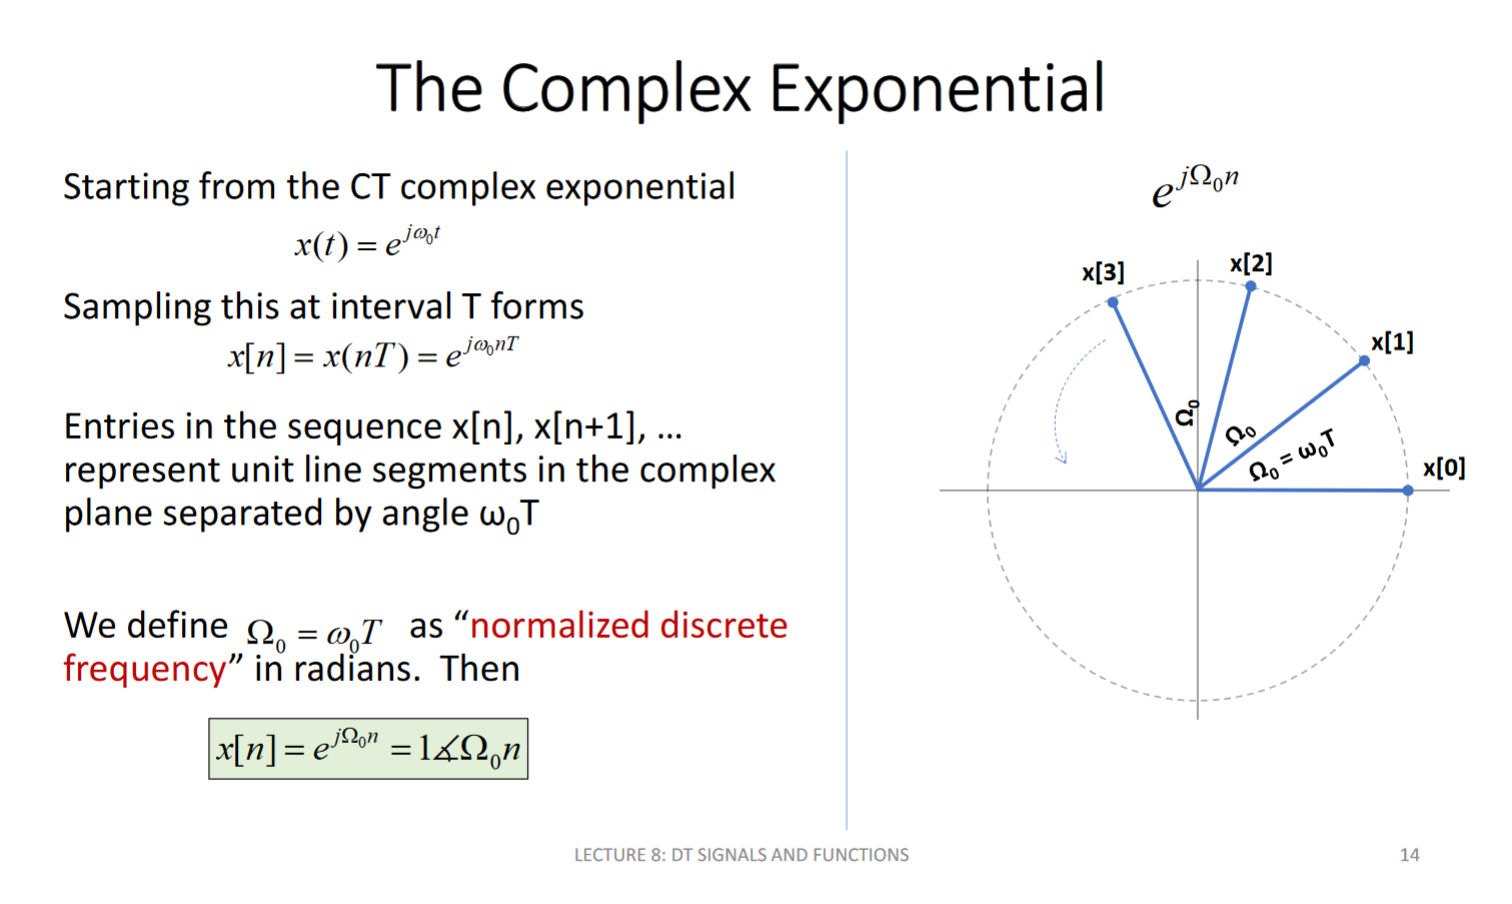 The Complex Exponential
Starting from the CT complex exponential
x(t) = e^{jω₀t}
Sampling this at interval T forms
x[n] = x(nT) = e^{jω₀nT}
Entries in the sequence x[n], x[n+1], …
represent unit line segments in the complex
plane separated by angle ω₀T
We define Ω₀ = ω₀T as “normalized discrete
frequency” in radians. Then
x[n] = e^{jΩ₀n} = 1∡Ω₀n
e^{jΩ₀n}
x[3]
x[2]
x[1]
Ω₀
Ω₀
Ω₀ = ω₀T
x[0]
LECTURE 8: DT SIGNALS AND FUNCTIONS
14